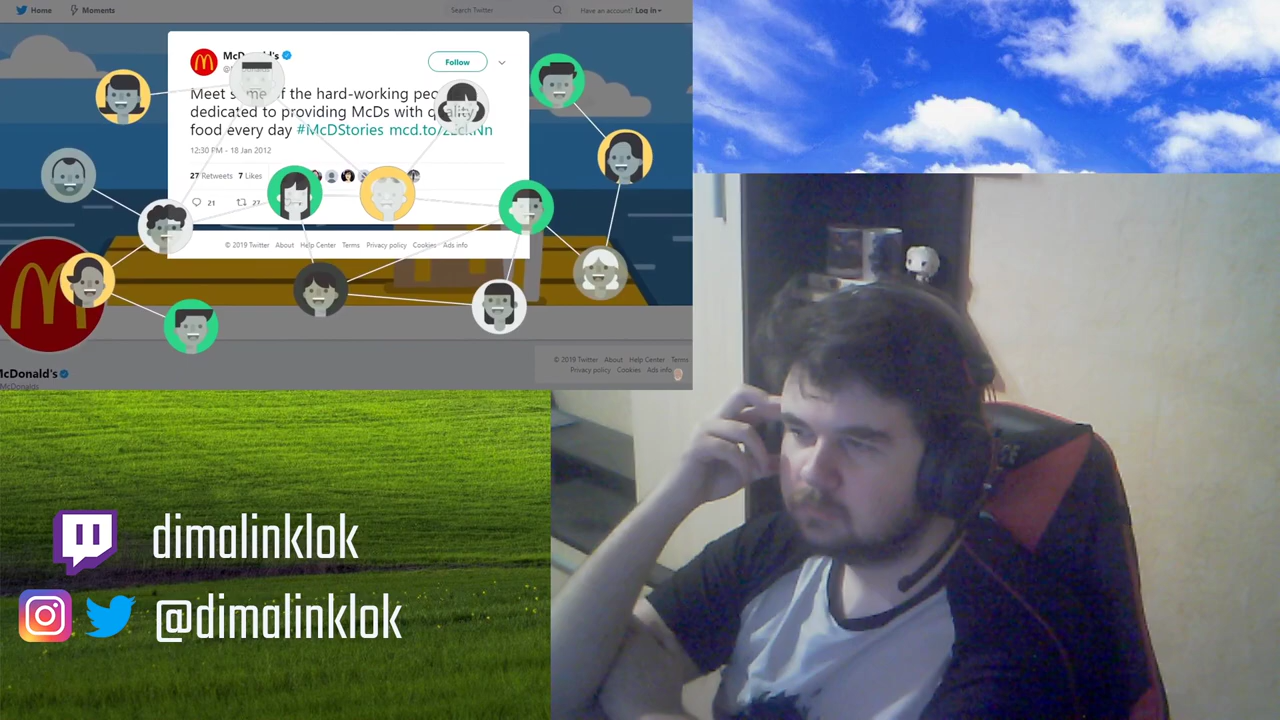 Home Moments Search Twitter Have an account? Log in
McDonald's
Follow
Meet some of the hard-working
dedicated to providing McDs with quality
food every day #McDStories
12:30 PM - 18 Jan 2012
27 Retweets 7 Likes
21 27
© 2019 Twitter About Help Center Terms Privacy policy Cookies Ads info
© 2019 Twitter About Help Center Terms
Privacy policy Cookies Ads info
McDonald's
McDonalds
dimalinklok
@dimalinklok